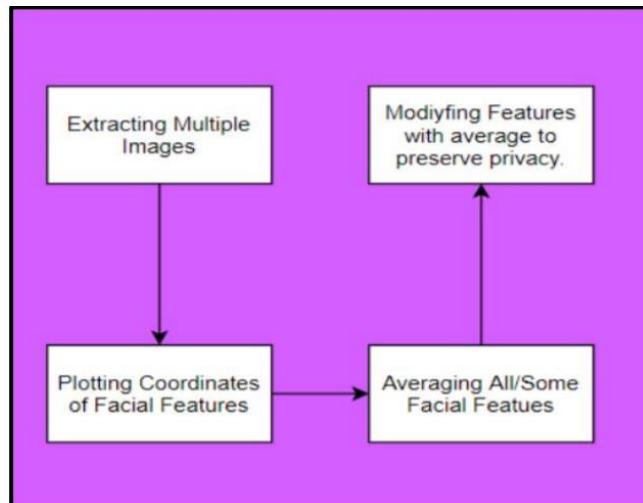 Extracting Multiple
Images
Plotting Coordinates
of Facial Features
Averaging All/Some
Facial Featues
Modiyfing Features
with average to
preserve privacy.